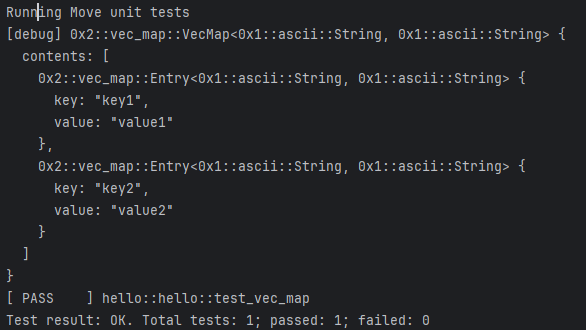 Running Move unit tests
[debug] 0x2::vec_map::VecMap<0x1::ascii::String, 0x1::ascii::String> {
  contents: [
    0x2::vec_map::Entry<0x1::ascii::String, 0x1::ascii::String> {
      key: "key1",
      value: "value1"
    },
    0x2::vec_map::Entry<0x1::ascii::String, 0x1::ascii::String> {
      key: "key2",
      value: "value2"
    }
  ]
}
[ PASS    ] hello::hello::test_vec_map
Test result: OK. Total tests: 1; passed: 1; failed: 0